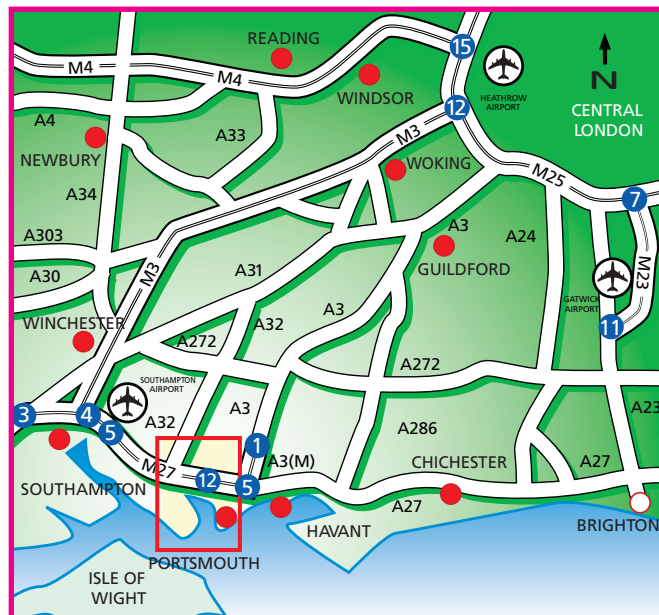 READING
15
M4
M4
HEATHROW
AIRPORT
N
WINDSOR
12
CENTRAL
LONDON
A4
A33
M3
NEWBURY
WOKING
M25
A34
7
A303
A3
A24
A30
M3
A31
GUILDFORD
GATWICK
AIRPORT
M23
A3
WINCHESTER
A32
11
A272
A272
SOUTHAMPTON
AIRPORT
3
4
A32
A3
A23
5
A286
1
M27
A3(M)
CHICHESTER
A27
12
5
SOUTHAMPTON
A27
HAVANT
BRIGHTON
PORTSMOUTH
ISLE OF
WIGHT